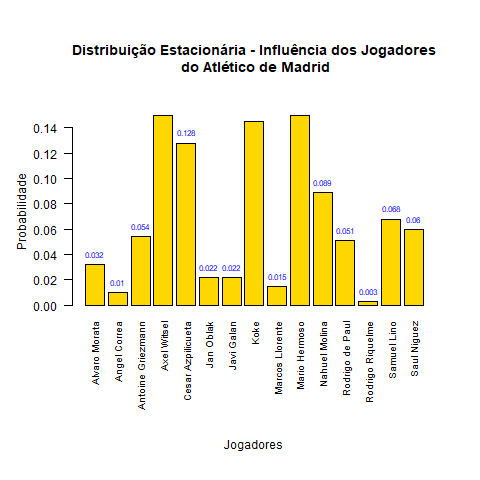 Distribuição Estacionária - Influência dos Jogadores
do Atlético de Madrid
Probabilidade
0.14
0.12
0.10
0.08
0.06
0.04
0.02
0.00
0.032
0.01
0.054
0.128
0.022
0.022
0.015
0.089
0.051
0.003
0.068
0.06
Alvaro Morata
Angel Correa
Antoine Griezmann
Axel Witsel
Cesar Azpilicueta
Jan Oblak
Javi Galan
Koke
Marcos Llorente
Mario Hermoso
Nahuel Molina
Rodrigo de Paul
Rodrigo Riquelme
Samuel Lino
Saul Niguez
Jogadores